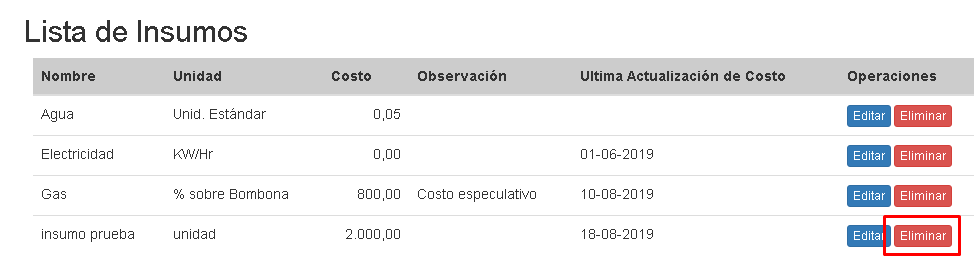 Lista de Insumos
Nombre Unidad Costo Observación Ultima Actualización de Costo Operaciones
Agua Unid. Estándar 0,05 Editar Eliminar
Electricidad KW/Hr 0,00 01-06-2019 Editar Eliminar
Gas % sobre Bombona 800,00 Costo especulativo 10-08-2019 Editar Eliminar
insumo prueba unidad 2.000,00 18-08-2019 Editar Eliminar